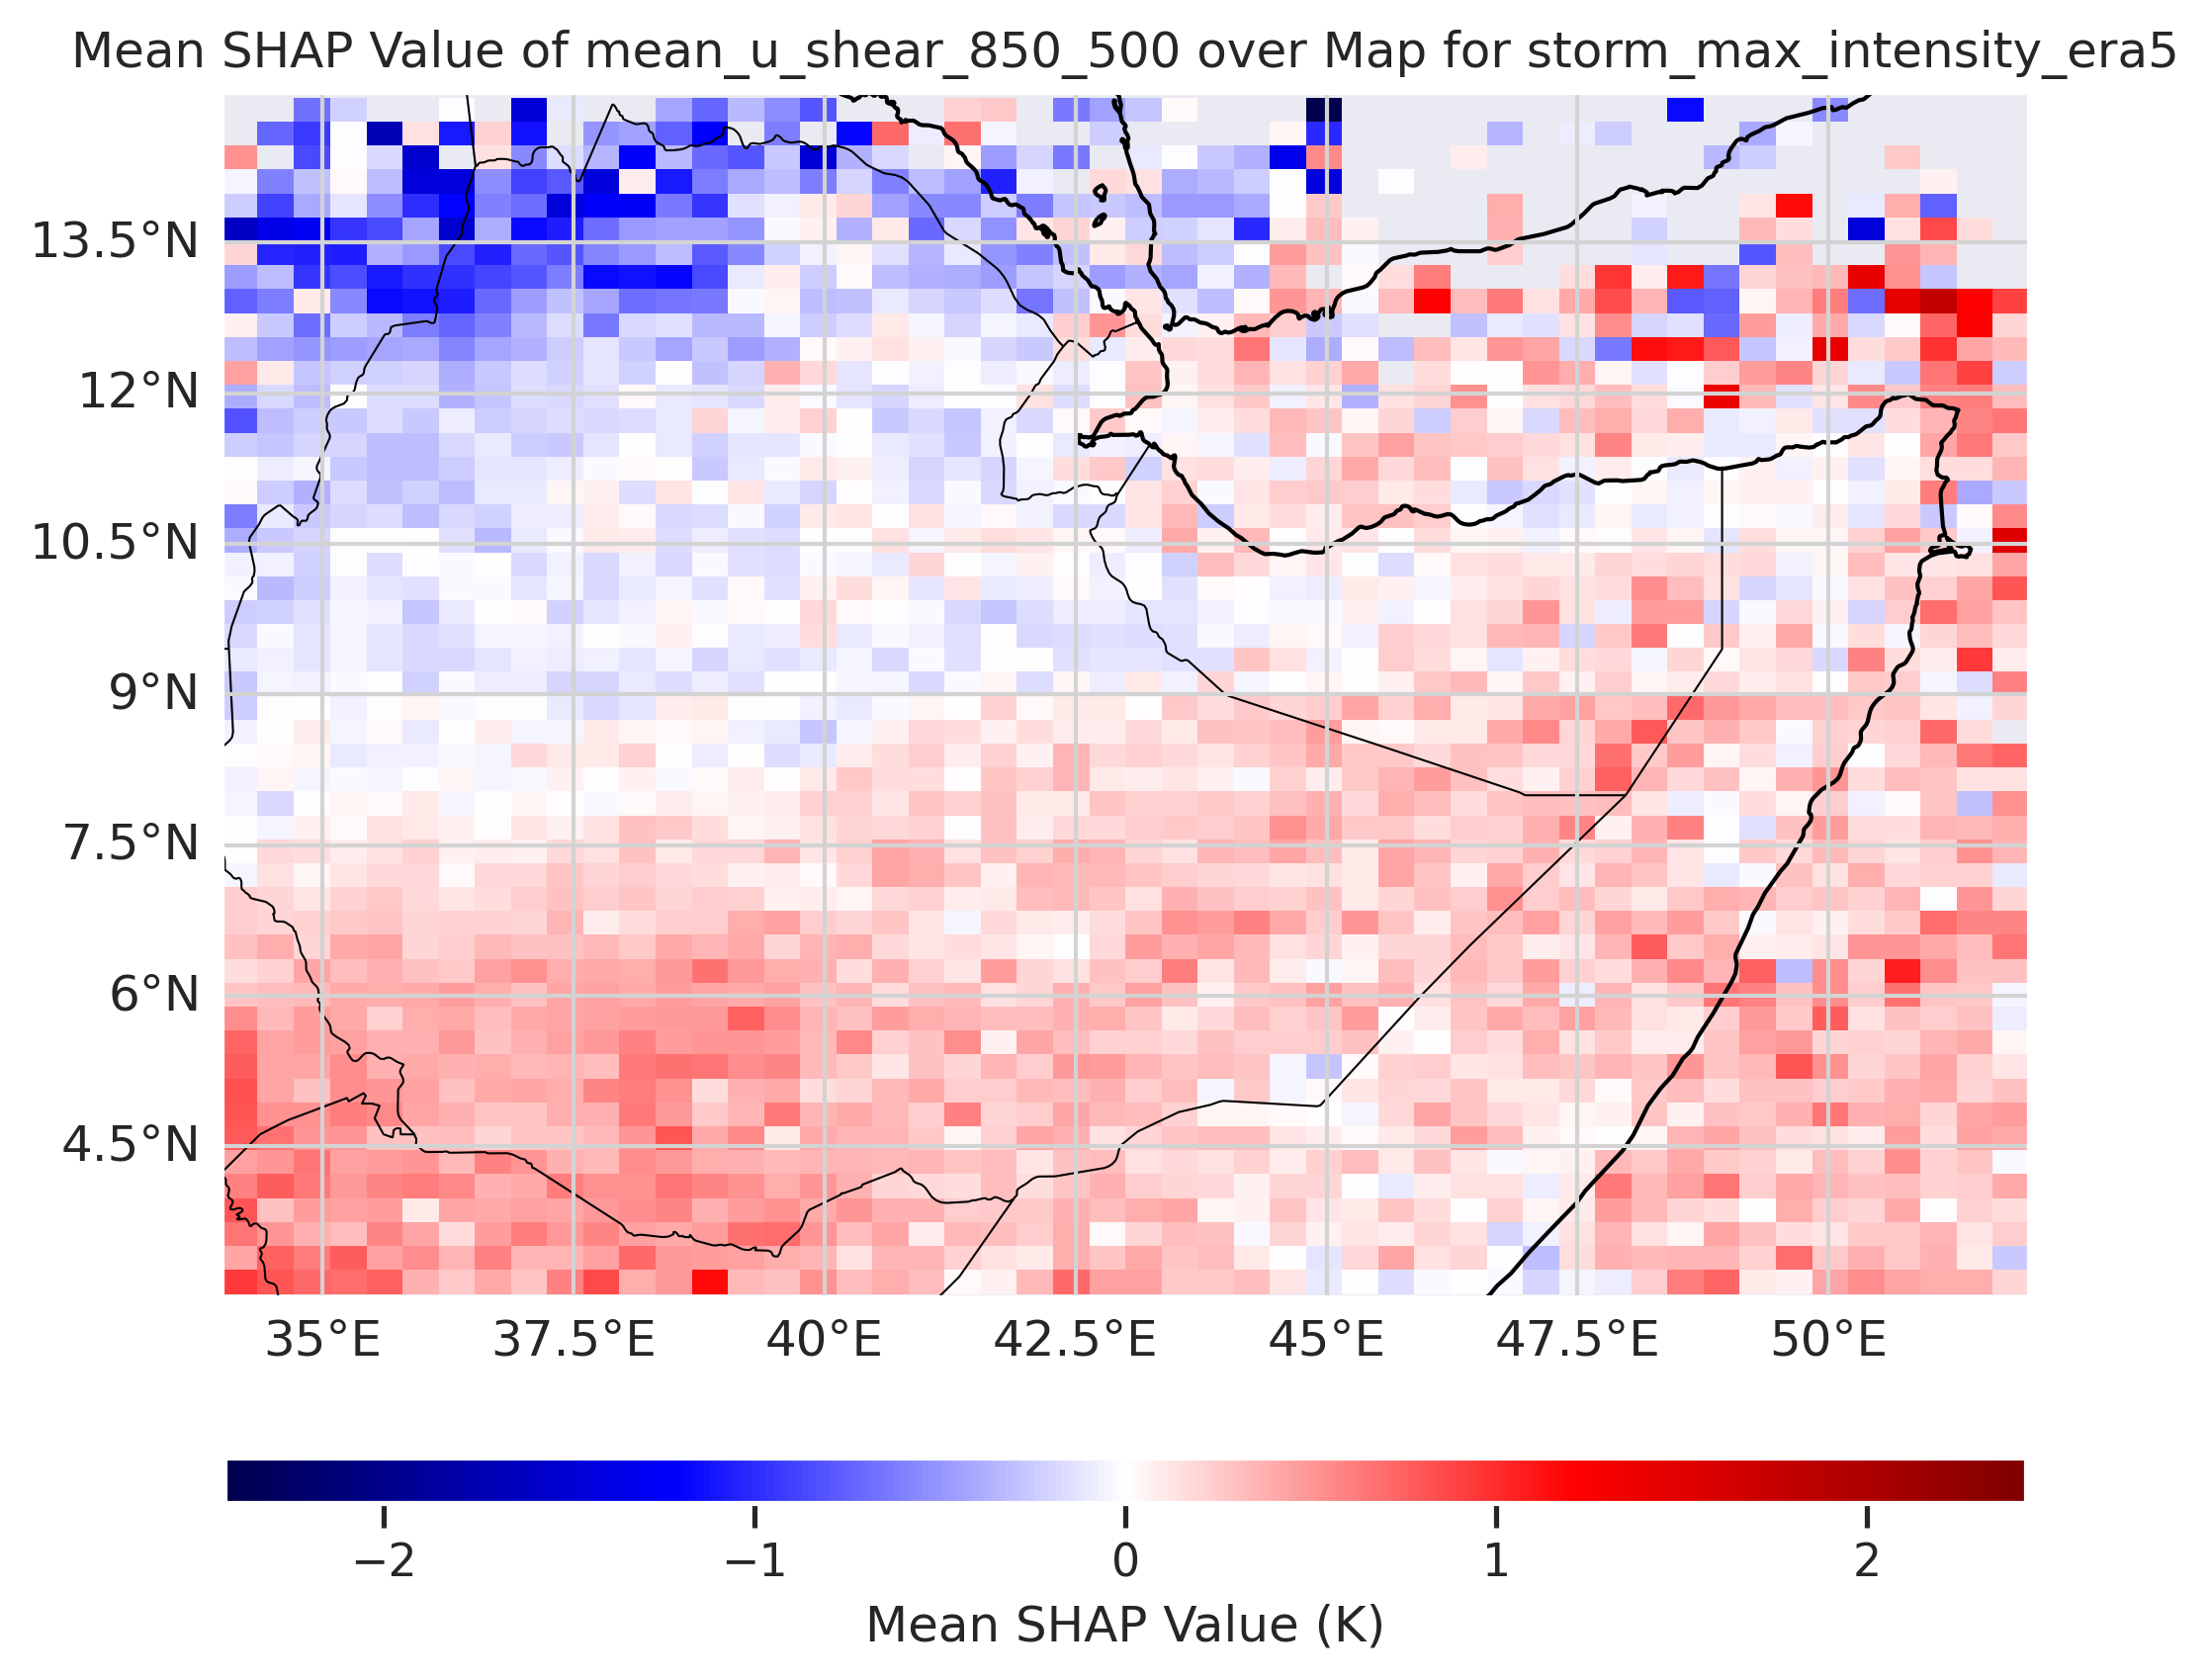 Mean SHAP Value of mean_u_shear_850_500 over Map for storm_max_intensity_era5
13.5°N
12°N
10.5°N
9°N
7.5°N
6°N
4.5°N
35°E 37.5°E 40°E 42.5°E 45°E 47.5°E 50°E
−2 −1 0 1 2
Mean SHAP Value (K)